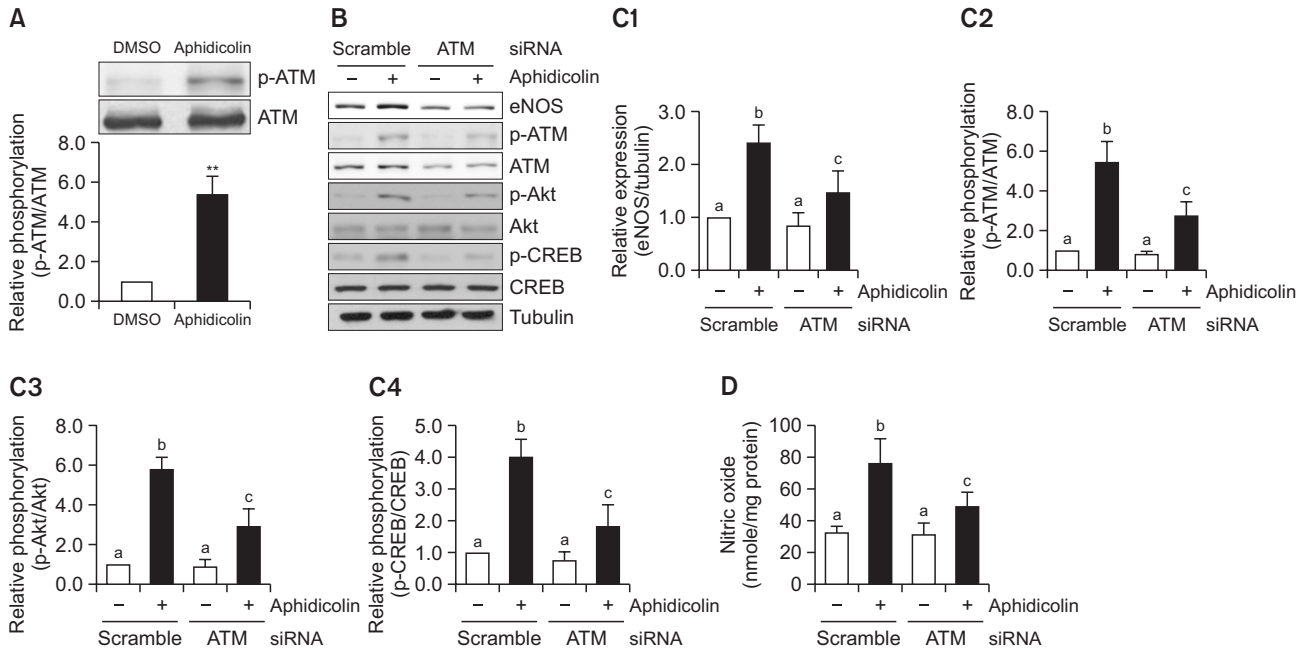 A
DMSO Aphidicolin
p-ATM
ATM
Relative phosphorylation
(p-ATM/ATM
8.0
6.0
4.0
2.0
0.0
**
DMSO Aphidicolin
B
Scramble ATM siRNA
− + − + Aphidicolin
eNOS
p-ATM
ATM
p-Akt
Akt
p-CREB
CREB
Tubulin
C1
Relative expression
(eNOS/tubulin)
3.0
2.0
1.0
0.0
a b a c
− + − + Aphidicolin
Scramble ATM siRNA
C2
Relative phosphorylation
(p-ATM/ATM)
8.0
6.0
4.0
2.0
0.0
a b a c
− + − + Aphidicolin
Scramble ATM siRNA
C3
Relative phosphorylation
(p-Akt/Akt)
8.0
6.0
4.0
2.0
0.0
a b a c
− + − + Aphidicolin
Scramble ATM siRNA
C4
Relative phosphorylation
(p-CREB/CREB)
5.0
4.0
3.0
2.0
1.0
0.0
a b a c
− + − + Aphidicolin
Scramble ATM siRNA
D
Nitric oxide
(nmole/mg protein)
100
80
60
40
20
0
a b a c
− + − + Aphidicolin
Scramble ATM siRNA